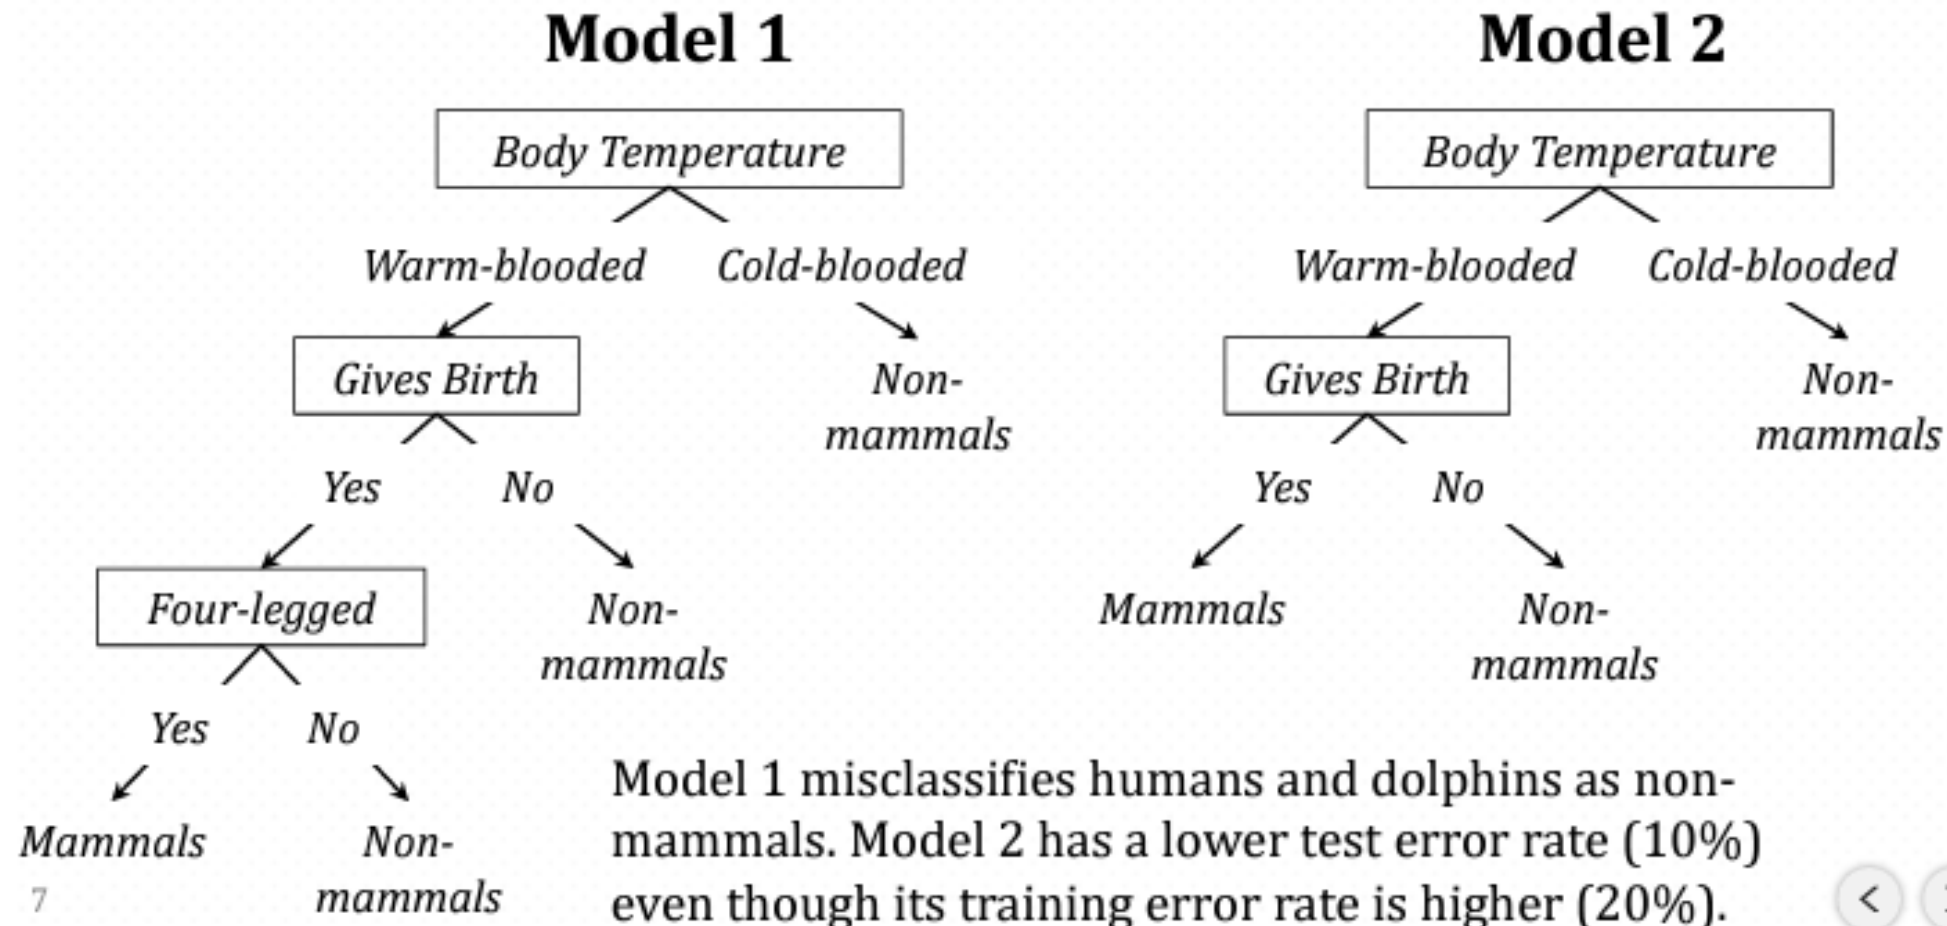 Model 1
Body Temperature
Warm-blooded
Cold-blooded
Gives Birth
Non-
mammals
Yes
No
Four-legged
Non-
mammals
Yes
No
Mammals
Non-
mammals
Model 2
Body Temperature
Warm-blooded
Cold-blooded
Gives Birth
Non-
mammals
Yes
No
Mammals
Non-
mammals
Model 1 misclassifies humans and dolphins as non-
mammals. Model 2 has a lower test error rate (10%)
even though its training error rate is higher (20%).
7